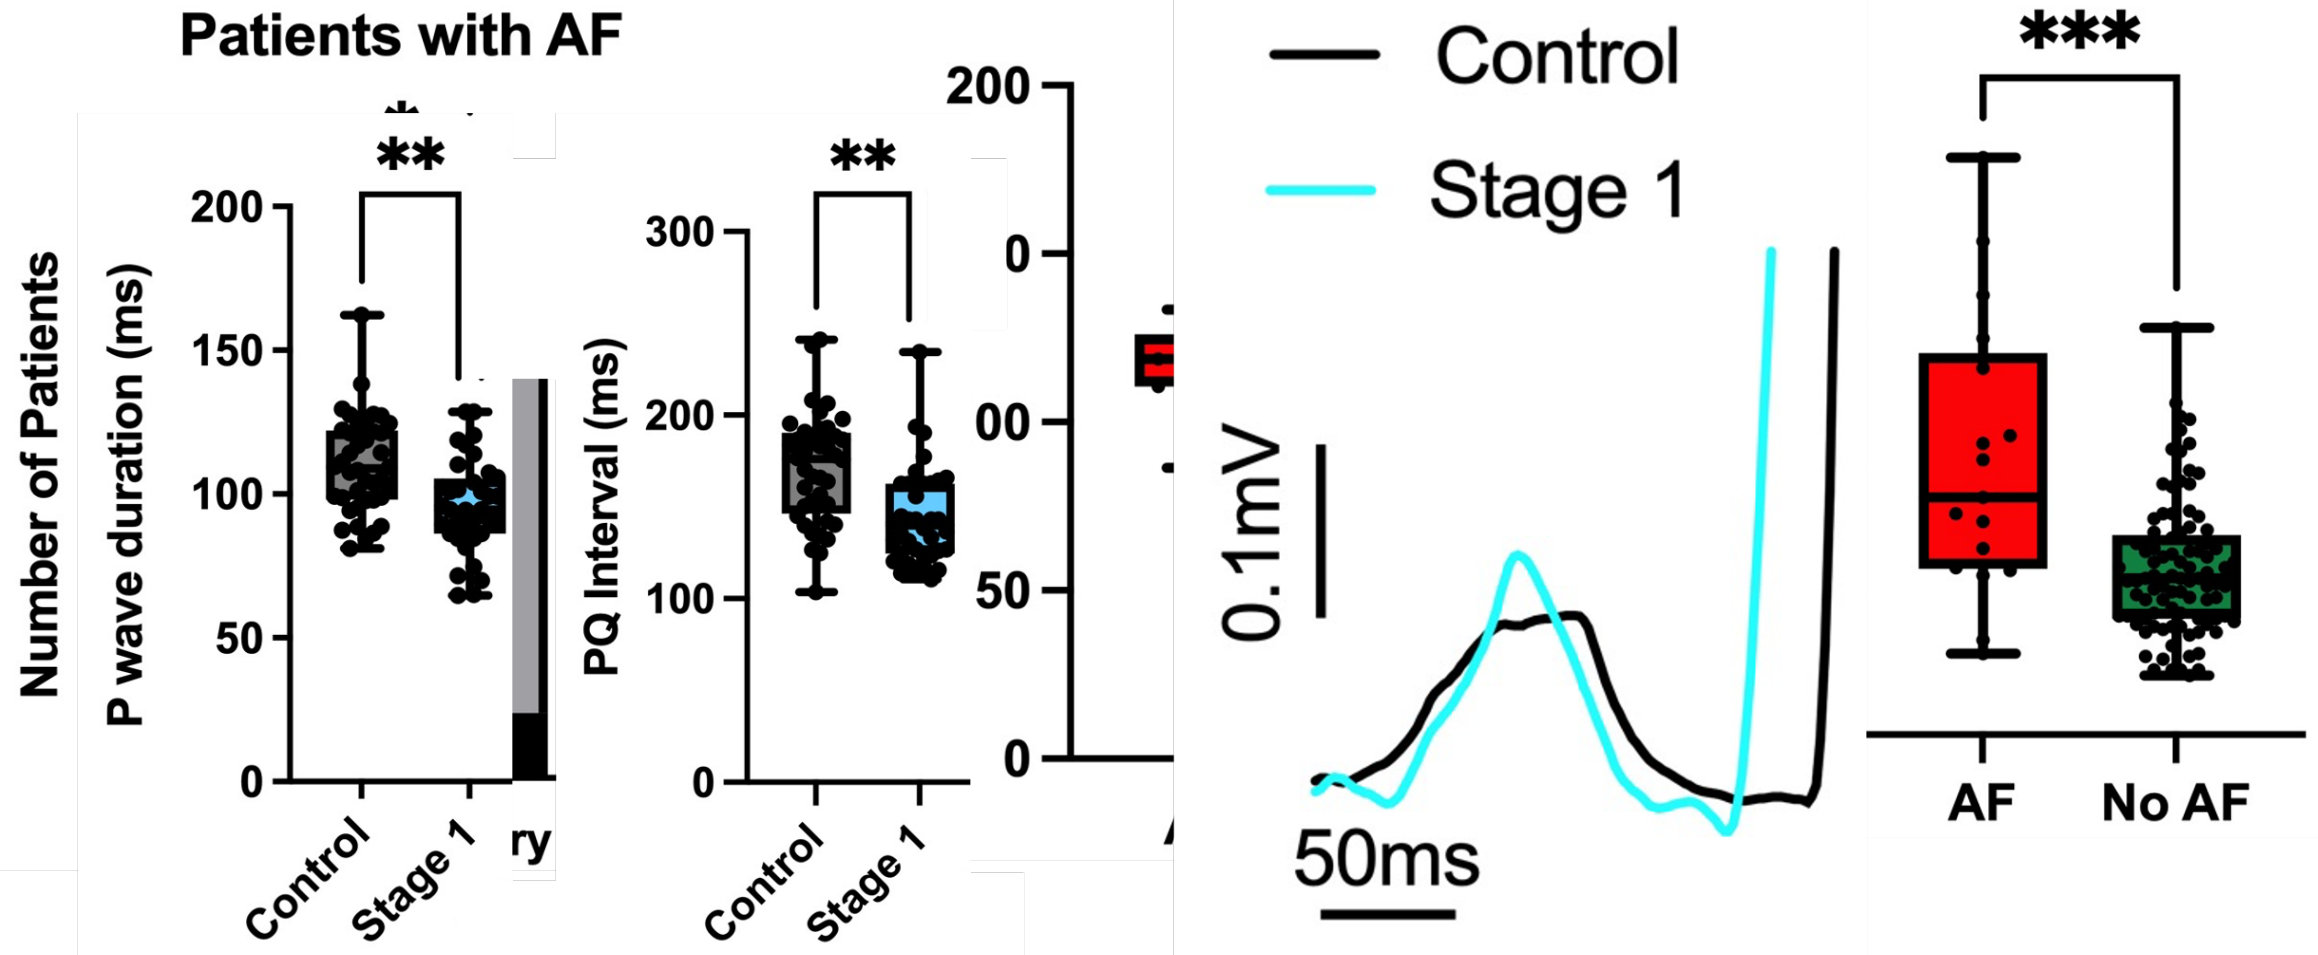 Patients with AF
*
Number of Patients
**
P wave duration (ms)
200
150
100
50
0
Control
Stage 1
ry
**
PQ Interval (ms)
300
200
100
0
Control
Stage 1
200
0
00
50
0
Control
Stage 1
0.1mV
50ms
***
AF
No AF